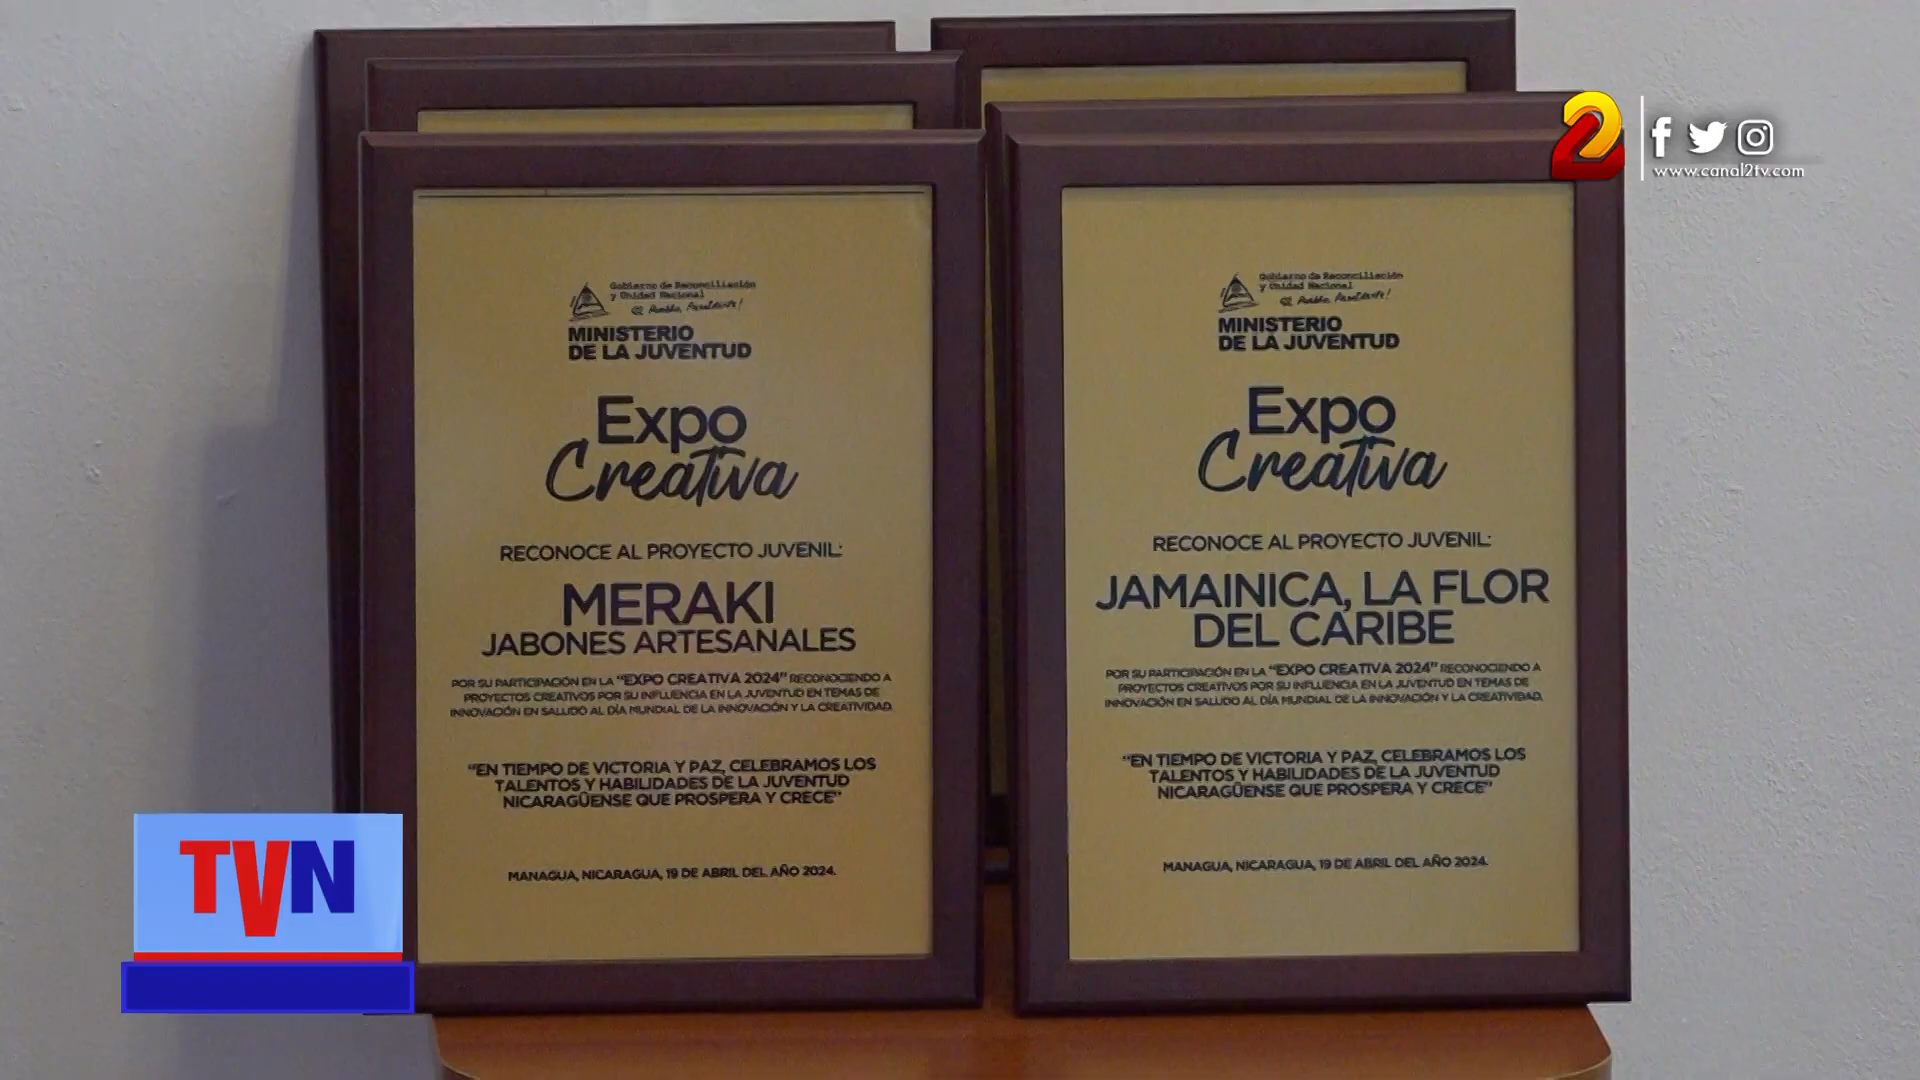 Gobierno de Reconciliación
y Unidad Nacional
El Pueblo, Presidente!
MINISTERIO
DE LA JUVENTUD
Expo
Creativa
RECONOCE AL PROYECTO JUVENIL:
MERAKI
JABONES ARTESANALES
POR SU PARTICIPACIÓN EN LA "EXPO CREATIVA 2024" RECONOCIENDO A
PROYECTOS CREATIVOS POR SU INFLUENCIA EN LA JUVENTUD EN TEMAS DE
INNOVACIÓN EN SALUDO AL DÍA MUNDIAL DE LA INNOVACIÓN Y LA CREATIVIDAD.
"EN TIEMPO DE VICTORIA Y PAZ, CELEBRAMOS LOS
TALENTOS Y HABILIDADES DE LA JUVENTUD
NICARAGÜENSE QUE PROSPERA Y CRECE"
MANAGUA, NICARAGUA, 19 DE ABRIL DEL AÑO 2024.
Gobierno de Reconciliación
y Unidad Nacional
El Pueblo, Presidente!
MINISTERIO
DE LA JUVENTUD
Expo
Creativa
RECONOCE AL PROYECTO JUVENIL:
JAMAINICA, LA FLOR
DEL CARIBE
POR SU PARTICIPACIÓN EN LA "EXPO CREATIVA 2024" RECONOCIENDO A
PROYECTOS CREATIVOS POR SU INFLUENCIA EN LA JUVENTUD EN TEMAS DE
INNOVACIÓN EN SALUDO AL DÍA MUNDIAL DE LA INNOVACIÓN Y LA CREATIVIDAD.
"EN TIEMPO DE VICTORIA Y PAZ, CELEBRAMOS LOS
TALENTOS Y HABILIDADES DE LA JUVENTUD
NICARAGÜENSE QUE PROSPERA Y CRECE"
MANAGUA, NICARAGUA, 19 DE ABRIL DEL AÑO 2024.
2
www.canal2tv.com
TVN